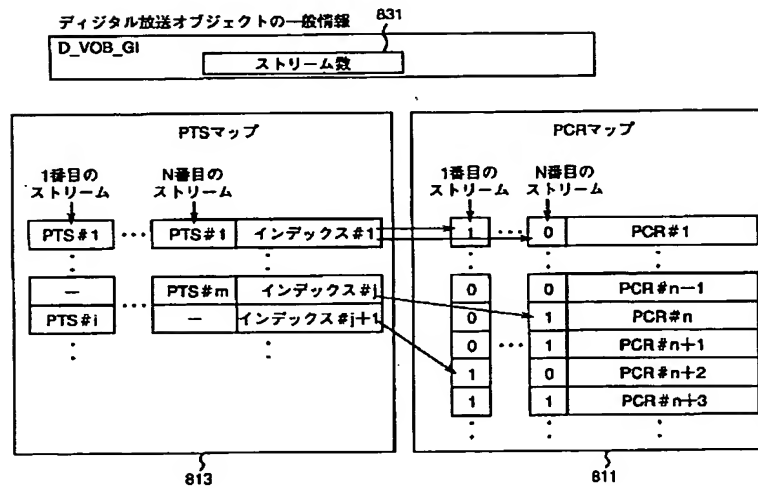 ディジタル放送オブジェクトの一般情報
831
D_VOB_GI
ストリーム数
PTSマップ
1番目の
ストリーム
N番目の
ストリーム
PTS#1 … PTS#1 インデックス#1
— … PTS#m インデックス#j
PTS#i — インデックス#j+1
813
PCRマップ
1番目の
ストリーム
N番目の
ストリーム
1 … 0 PCR#1
0 0 PCR#n−1
0 1 PCR#n
0 … 1 PCR#n+1
1 0 PCR#n+2
1 1 PCR#n+3
811